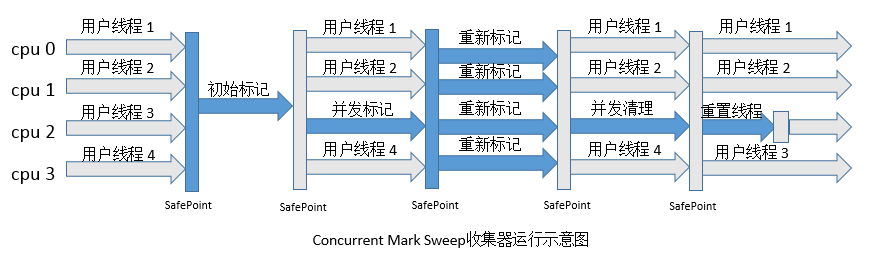 用户线程 1 用户线程 1 重新标记 用户线程 1 用户线程 1
cpu 0
用户线程 2 初始标记 用户线程 2 重新标记 用户线程 2 用户线程 2
cpu 1
用户线程 3 并发标记 重新标记 并发清理 重置线程
cpu 2
用户线程 4 用户线程 4 重新标记 用户线程 4 用户线程 3
cpu 3
SafePoint SafePoint SafePoint SafePoint SafePoint
Concurrent Mark Sweep收集器运行示意图